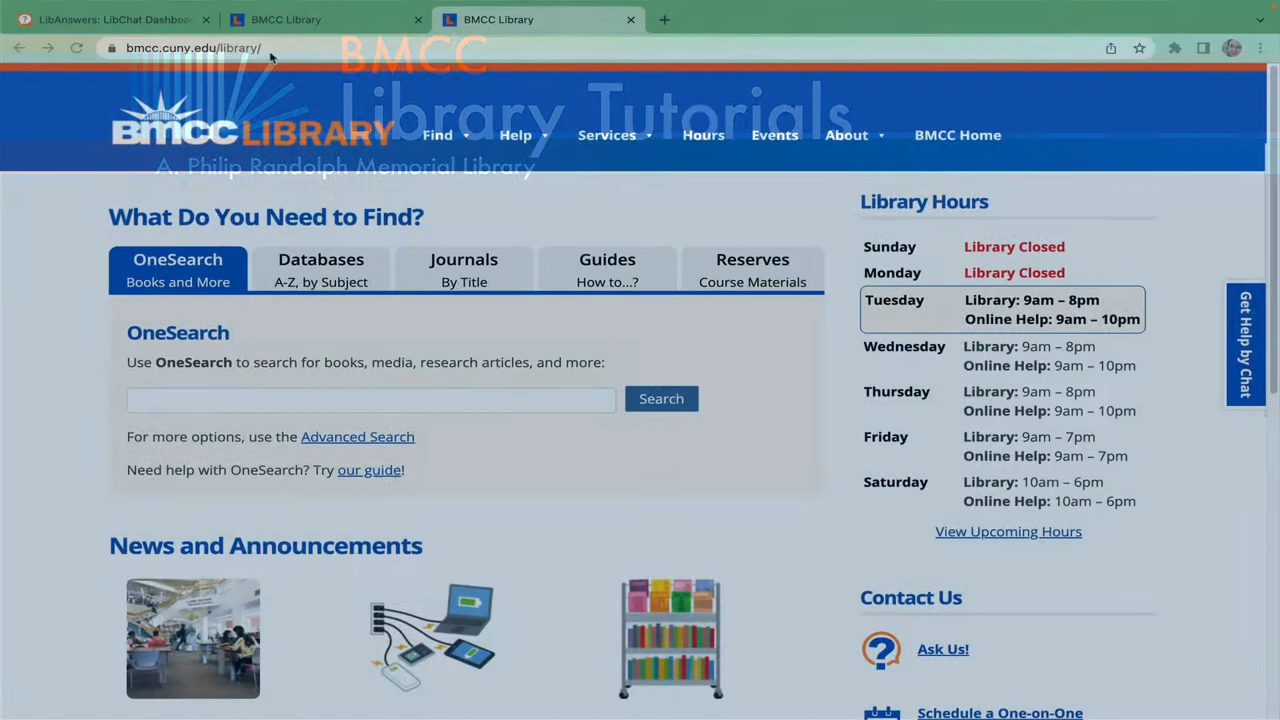 LibAnswers: LibChat Dashboa
BMCC Library
BMCC Library
bmcc.cuny.edu/library/
BMCC
Library Tutorials
A. Philip Randolph Memorial Library
BMCC LIBRARY
Find
Help
Services
Hours
Events
About
BMCC Home
What Do You Need to Find?
OneSearch
Books and More
Databases
A-Z, by Subject
Journals
By Title
Guides
How to...?
Reserves
Course Materials
OneSearch
Use OneSearch to search for books, media, research articles, and more:
Search
For more options, use the Advanced Search
Need help with OneSearch? Try our guide!
News and Announcements
Library Hours
Sunday Library Closed
Monday Library Closed
Tuesday Library: 9am – 8pm
Online Help: 9am – 10pm
Wednesday Library: 9am – 8pm
Online Help: 9am – 10pm
Thursday Library: 9am – 8pm
Online Help: 9am – 10pm
Friday Library: 9am – 7pm
Online Help: 9am – 7pm
Saturday Library: 10am – 6pm
Online Help: 10am – 6pm
View Upcoming Hours
Contact Us
Ask Us!
Schedule a One-on-One
Get Help by Chat